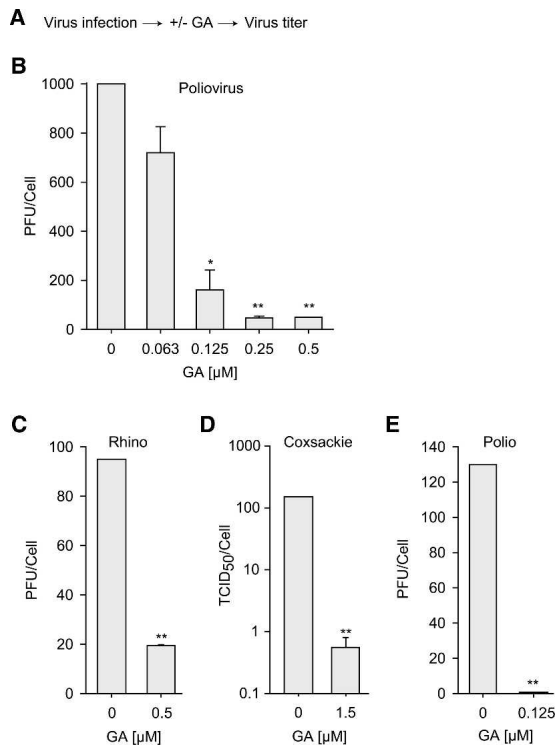 A Virus infection → +/- GA → Virus titer
B
Poliovirus
1000
800
600
400
200
0
PFU/Cell
* ** **
0 0.063 0.125 0.25 0.5
GA [µM]
C
Rhino
100
80
60
40
20
0
PFU/Cell
**
0 0.5
GA [µM]
D
Coxsackie
1000
100
10
1
0.1
TCID50/Cell
**
0 1.5
GA [µM]
E
Polio
140
120
100
80
60
40
20
0
PFU/Cell
**
0 0.125
GA [µM]